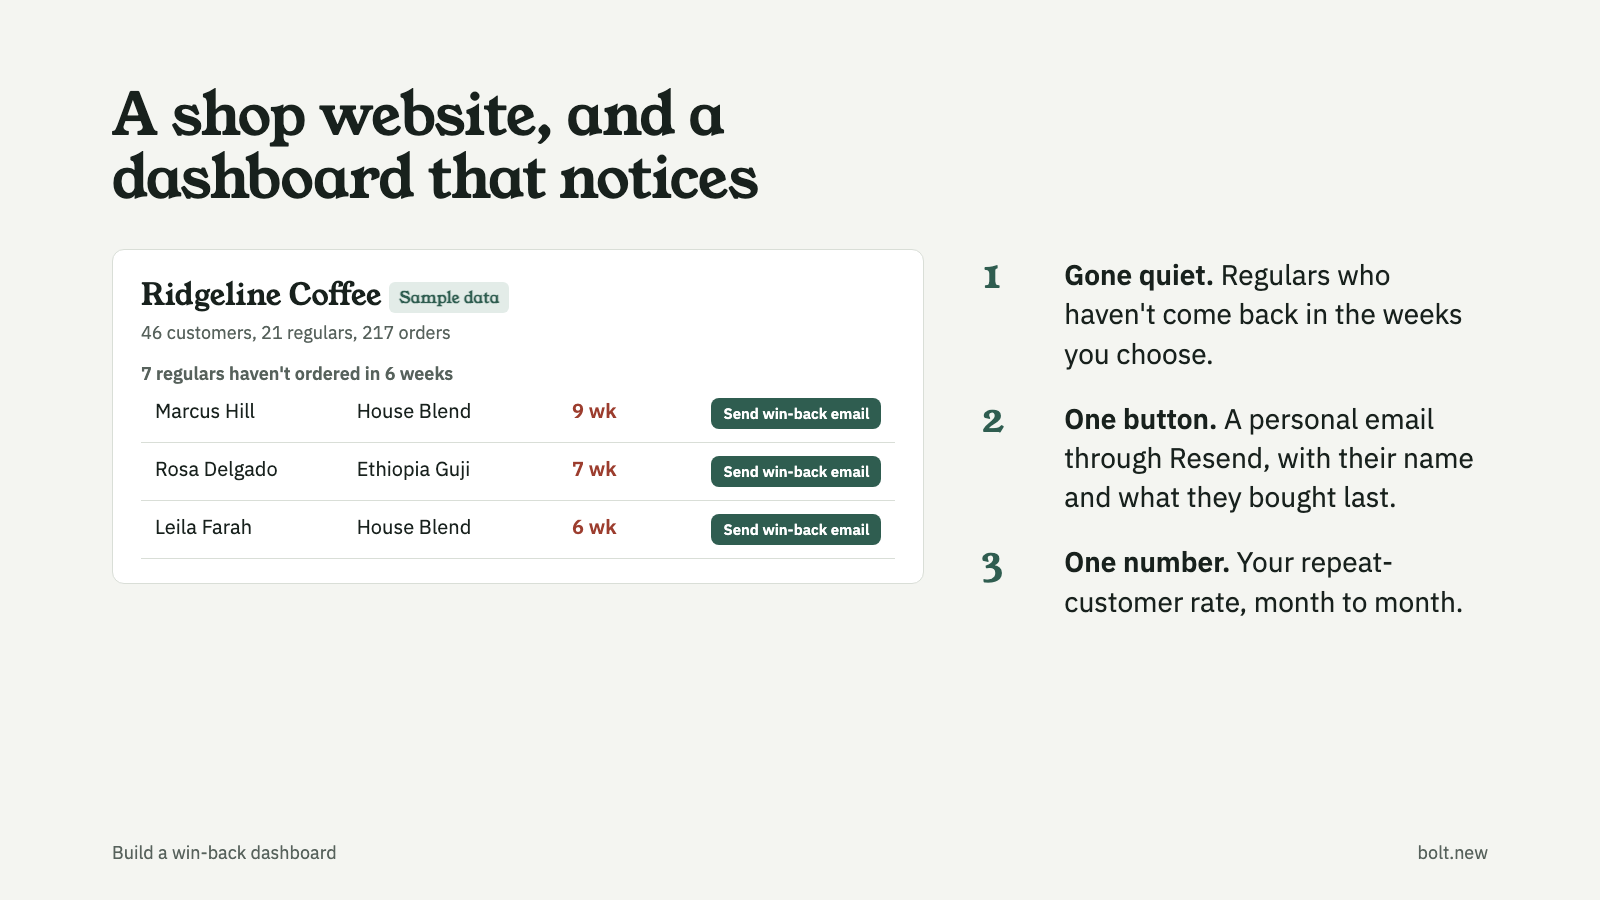 A shop website, and a
dashboard that notices
Ridgeline Coffee Sample data
46 customers, 21 regulars, 217 orders
7 regulars haven't ordered in 6 weeks
Marcus Hill House Blend 9 wk Send win-back email
Rosa Delgado Ethiopia Guji 7 wk Send win-back email
Leila Farah House Blend 6 wk Send win-back email
1 Gone quiet. Regulars who
haven't come back in the weeks
you choose.
2 One button. A personal email
through Resend, with their name
and what they bought last.
3 One number. Your repeat-
customer rate, month to month.
Build a win-back dashboard
bolt.new